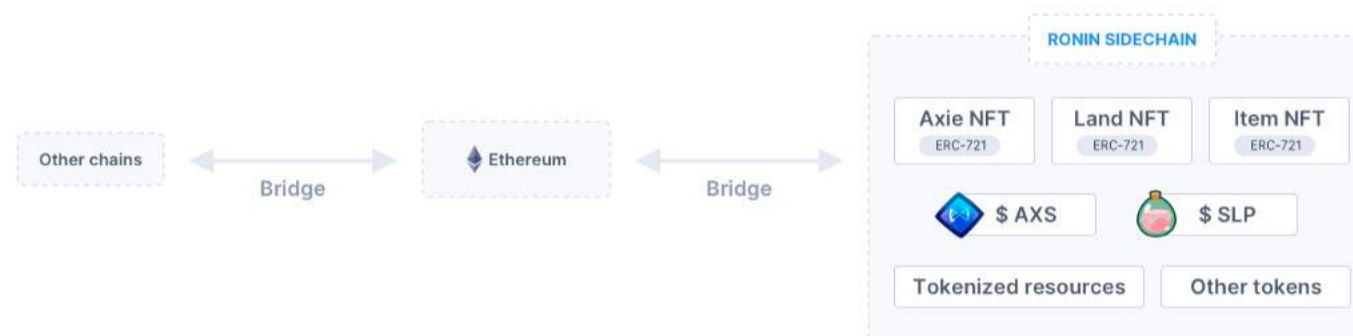 RONIN SIDECHAIN
Axie NFT
ERC-721
Land NFT
ERC-721
Item NFT
ERC-721
Other chains
Bridge
Ethereum
Bridge
$ AXS
$ SLP
Tokenized resources
Other tokens